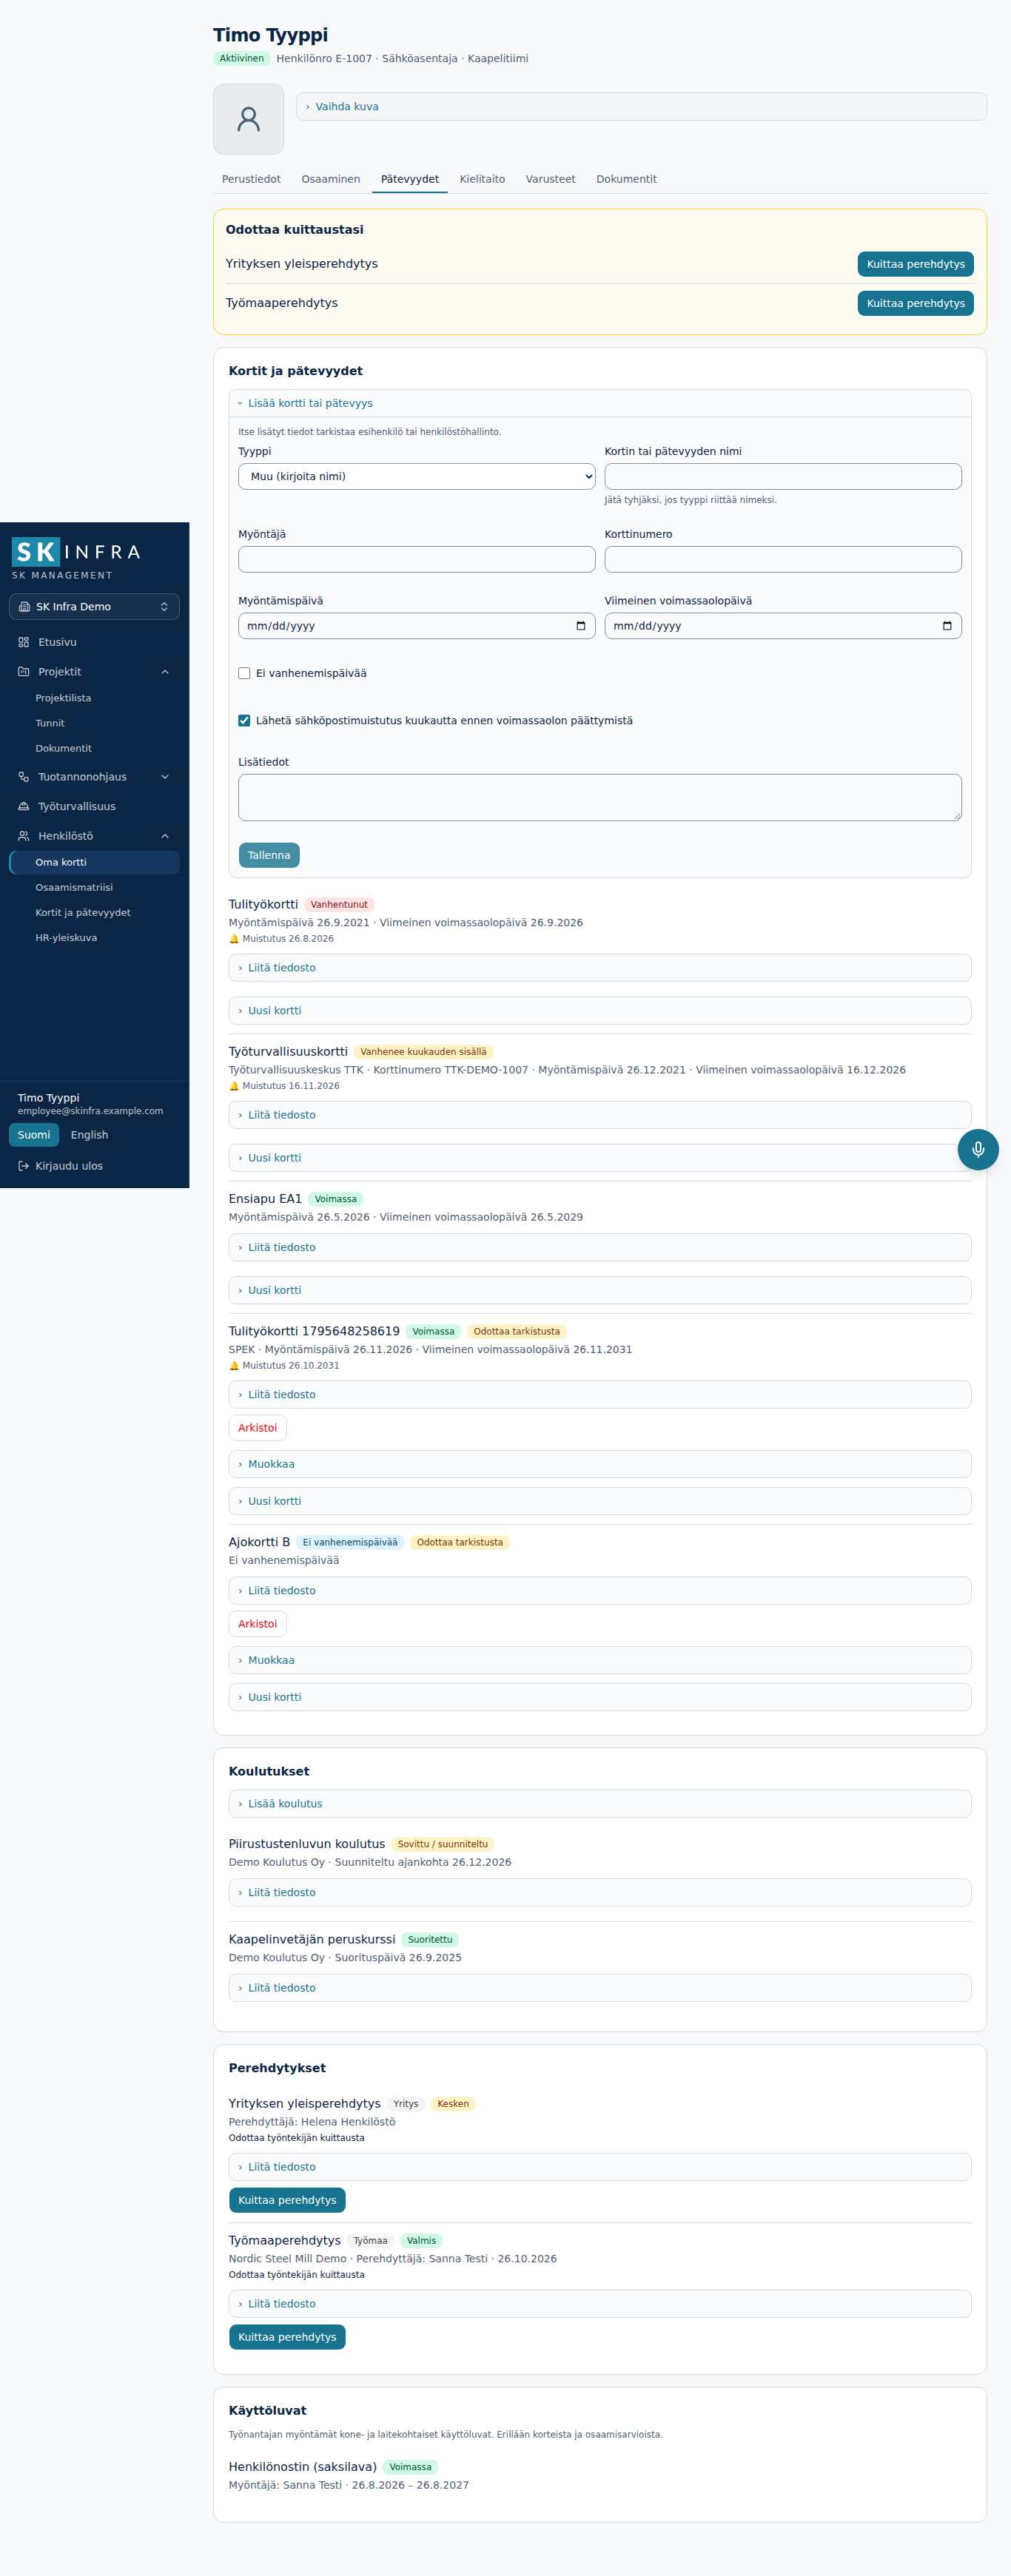 Timo Tyyppi
Aktiivinen Henkilönro E-1007 · Sähköasentaja · Kaapelitiimi
› Vaihda kuva
Perustiedot Osaaminen Pätevyydet Kielitaito Varusteet Dokumentit
Odottaa kuittaustasi
Yrityksen yleisperehdytys Kuittaa perehdytys
Työmaaperehdytys Kuittaa perehdytys
Kortit ja pätevyydet
Lisää kortti tai pätevyys
Itse lisätyt tiedot tarkistaa esihenkilö tai henkilöstöhallinto.
Tyyppi Kortin tai pätevyyden nimi
Muu (kirjoita nimi)
Jätä tyhjäksi, jos tyyppi riittää nimeksi.
Myöntäjä Korttinumero
Myöntämispäivä Viimeinen voimassaolopäivä
mm/dd/yyyy mm/dd/yyyy
Ei vanhenemispäivää
Lähetä sähköpostimuistutus kuukautta ennen voimassaolon päättymistä
Lisätiedot
Tallenna
SK INFRA
SK MANAGEMENT
SK Infra Demo
Etusivu
Projektit
Projektilista
Tunnit
Dokumentit
Tuotannonohjaus
Työturvallisuus
Henkilöstö
Oma kortti
Osaamismatriisi
Kortit ja pätevyydet
HR-yleiskuva
Timo Tyyppi
employee@skinfra.example.com
Suomi English
Kirjaudu ulos
Tulityökortti Vanhentunut
Myöntämispäivä 26.9.2021 · Viimeinen voimassaolopäivä 26.9.2026
🔔 Muistutus 26.8.2026
› Liitä tiedosto
› Uusi kortti
Työturvallisuuskortti Vanhenee kuukauden sisällä
Työturvallisuuskeskus TTK · Korttinumero TTK-DEMO-1007 · Myöntämispäivä 26.12.2021 · Viimeinen voimassaolopäivä 16.12.2026
🔔 Muistutus 16.11.2026
› Liitä tiedosto
› Uusi kortti
Ensiapu EA1 Voimassa
Myöntämispäivä 26.5.2026 · Viimeinen voimassaolopäivä 26.5.2029
› Liitä tiedosto
› Uusi kortti
Tulityökortti 1795648258619 Voimassa Odottaa tarkistusta
SPEK · Myöntämispäivä 26.11.2026 · Viimeinen voimassaolopäivä 26.11.2031
🔔 Muistutus 26.10.2031
› Liitä tiedosto
Arkistoi
› Muokkaa
› Uusi kortti
Ajokortti B Ei vanhenemispäivää Odottaa tarkistusta
Ei vanhenemispäivää
› Liitä tiedosto
Arkistoi
› Muokkaa
› Uusi kortti
Koulutukset
› Lisää koulutus
Piirustustenluvun koulutus Sovittu / suunniteltu
Demo Koulutus Oy · Suunniteltu ajankohta 26.12.2026
› Liitä tiedosto
Kaapelinvetäjän peruskurssi Suoritettu
Demo Koulutus Oy · Suorituspäivä 26.9.2025
› Liitä tiedosto
Perehdytykset
Yrityksen yleisperehdytys Yritys Kesken
Perehdyttäjä: Helena Henkilöstö
Odottaa työntekijän kuittausta
› Liitä tiedosto
Kuittaa perehdytys
Työmaaperehdytys Työmaa Valmis
Nordic Steel Mill Demo · Perehdyttäjä: Sanna Testi · 26.10.2026
Odottaa työntekijän kuittausta
› Liitä tiedosto
Kuittaa perehdytys
Käyttöluvat
Työnantajan myöntämät kone- ja laitekohtaiset käyttöluvat. Erillään korteista ja osaamisarvioista.
Henkilönostin (saksilava) Voimassa
Myöntäjä: Sanna Testi · 26.8.2026 – 26.8.2027